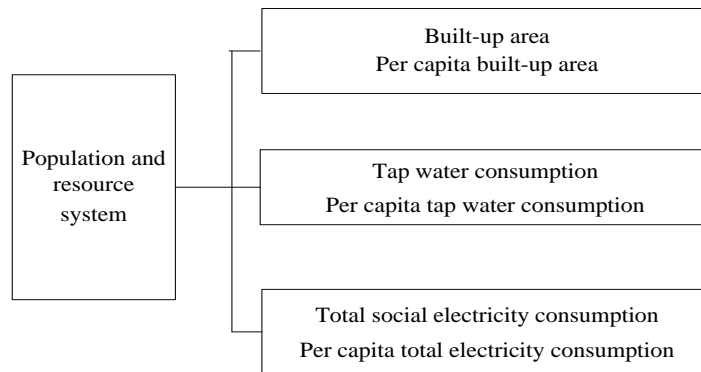 Population and
resource
system
Built-up area
Per capita built-up area
Tap water consumption
Per capita tap water consumption
Total social electricity consumption
Per capita total electricity consumption